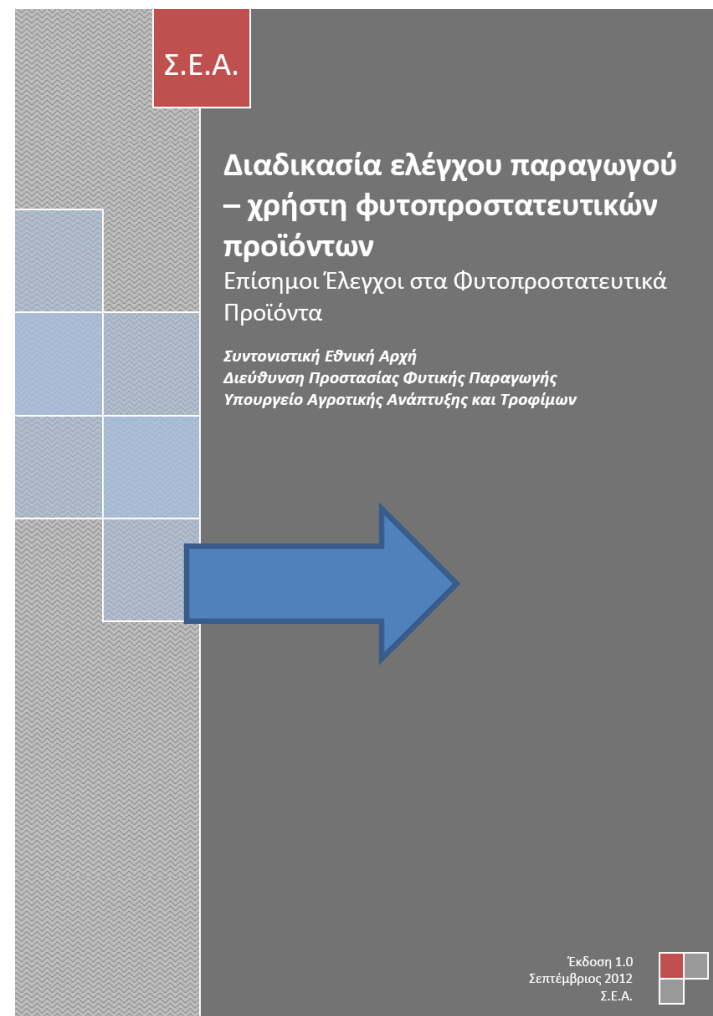 Σ.Ε.Α.
Διαδικασία ελέγχου παραγωγού
– χρήστη φυτοπροστατευτικών
προϊόντων
Επίσημοι Έλεγχοι στα Φυτοπροστατευτικά
Προϊόντα
Συντονιστική Εθνική Αρχή
Διεύθυνση Προστασίας Φυτικής Παραγωγής
Υπουργείο Αγροτικής Ανάπτυξης και Τροφίμων
Έκδοση 1.0
Σεπτέμβριος 2012
Σ.Ε.Α.